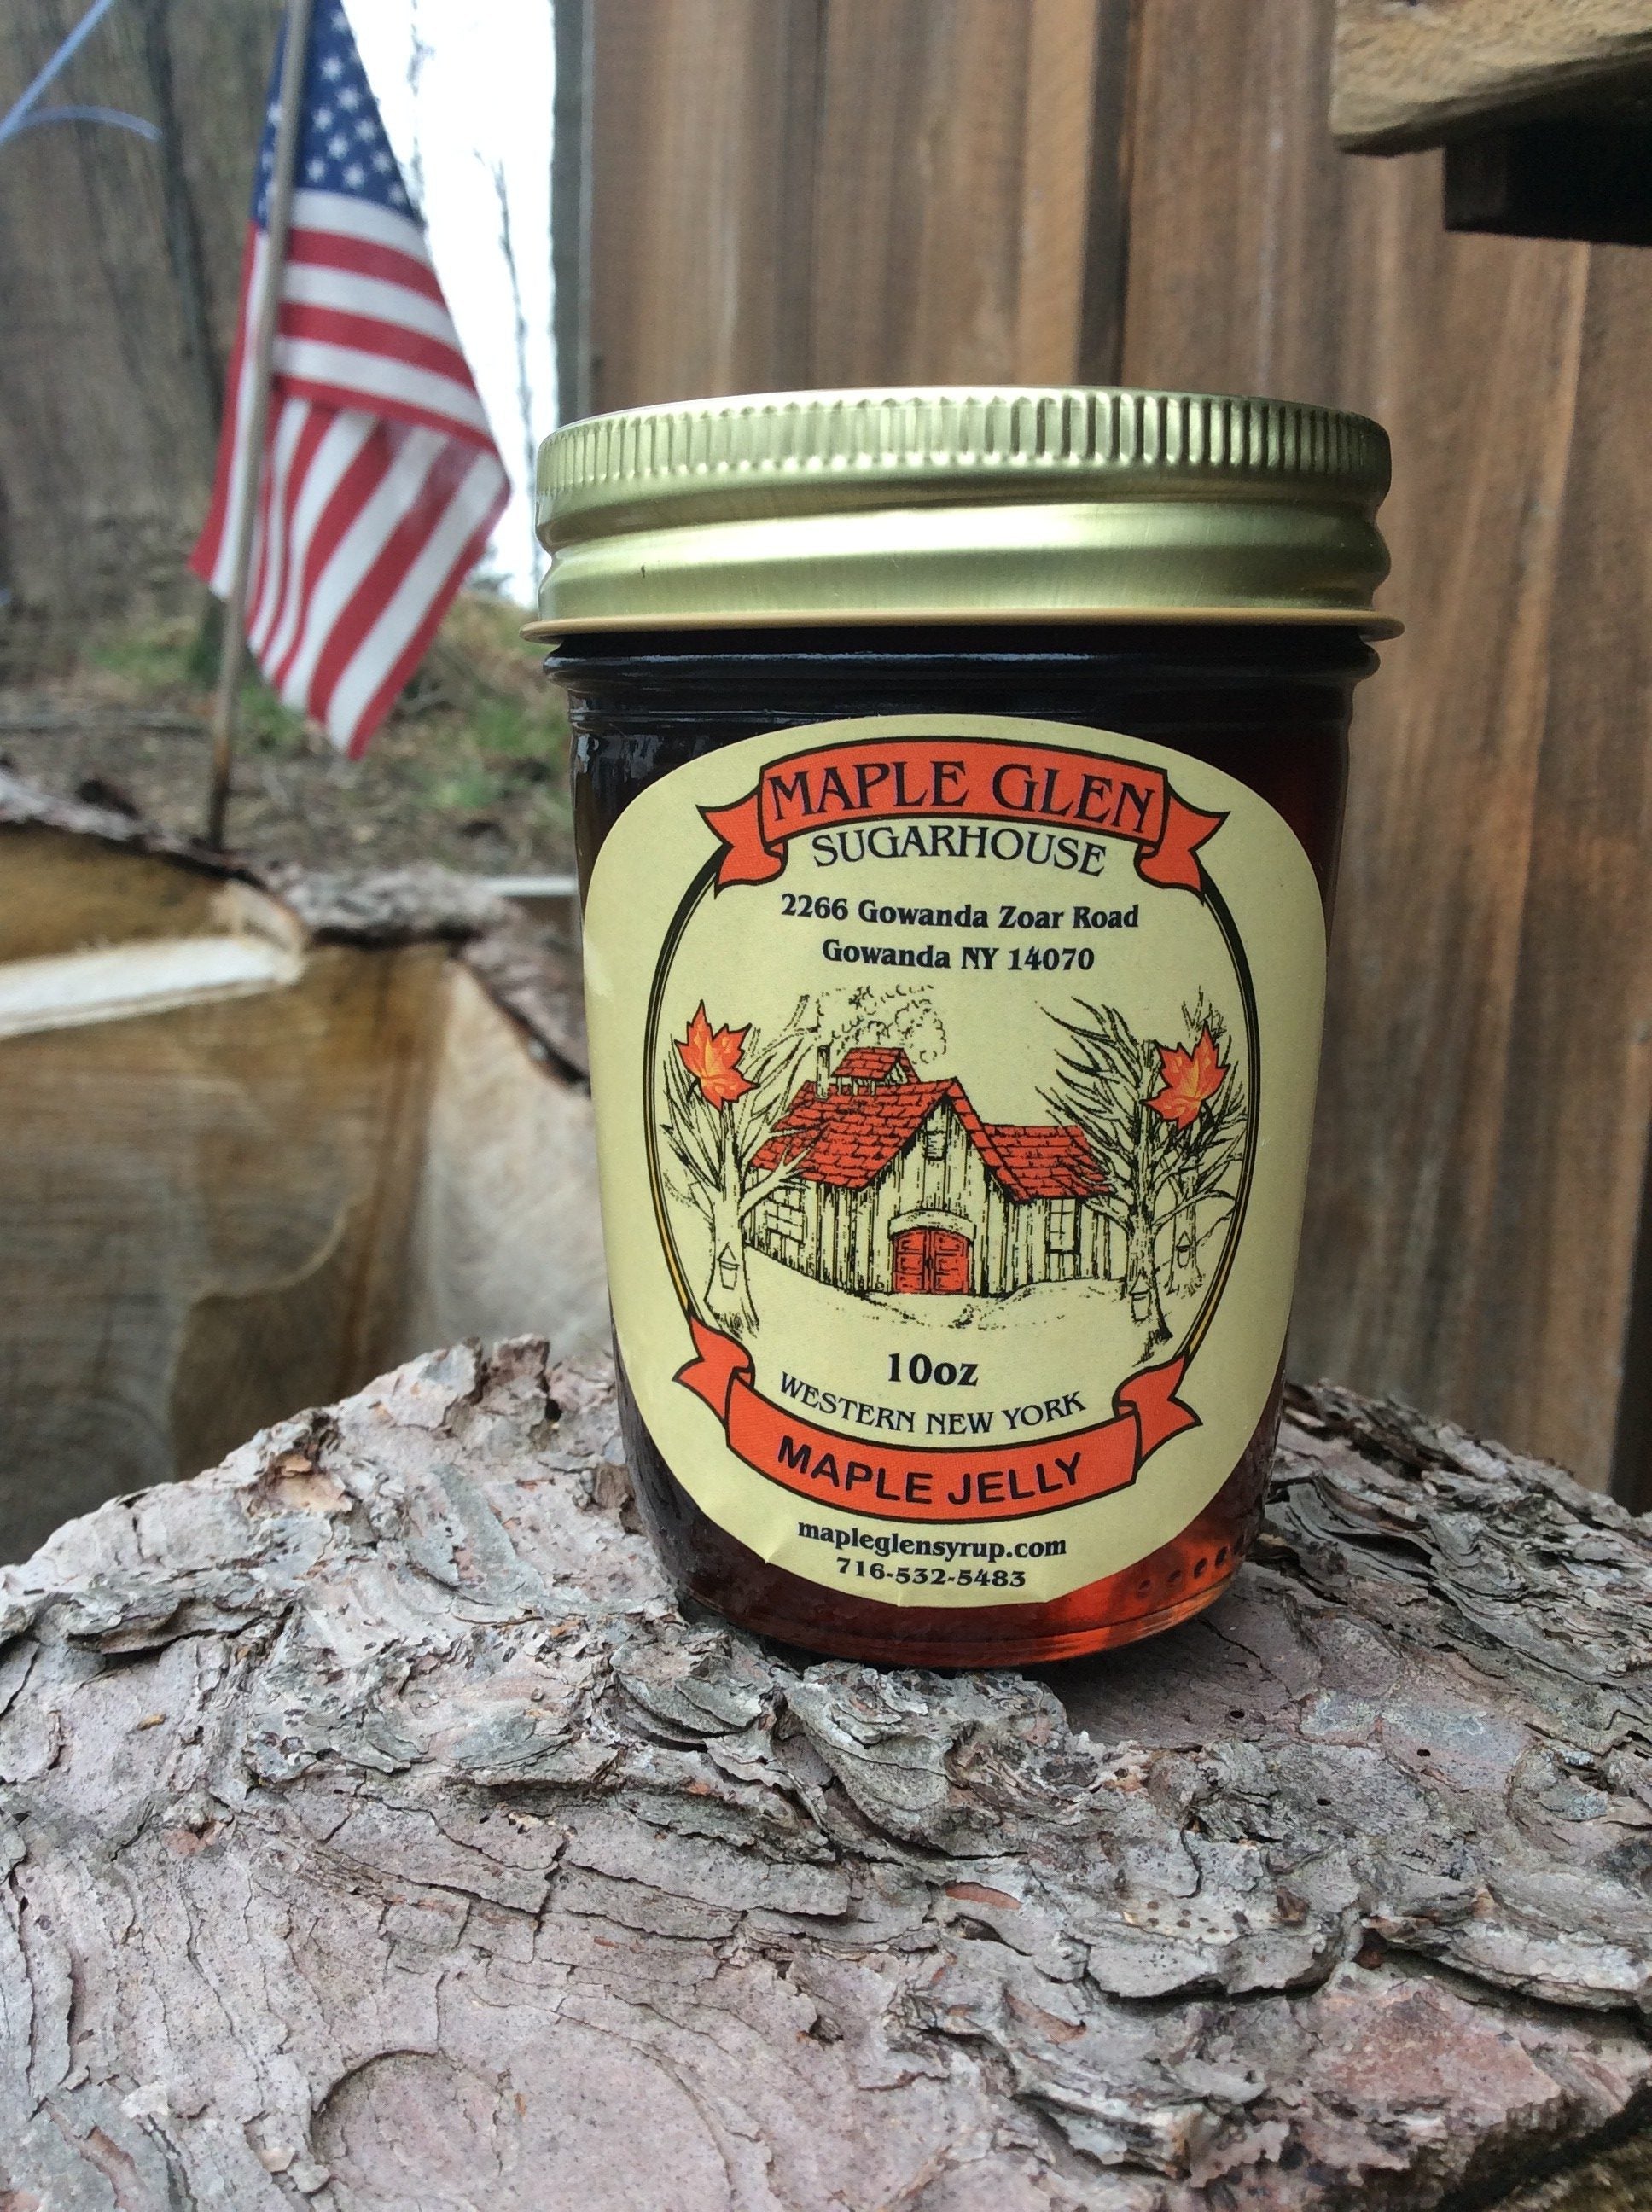 MAPLE GLEN
SUGARHOUSE
2266 Gowanda Zoar Road
Gowanda NY 14070
10oz
WESTERN NEW YORK
MAPLE JELLY
mapleglensyrup.com
716-532-5483